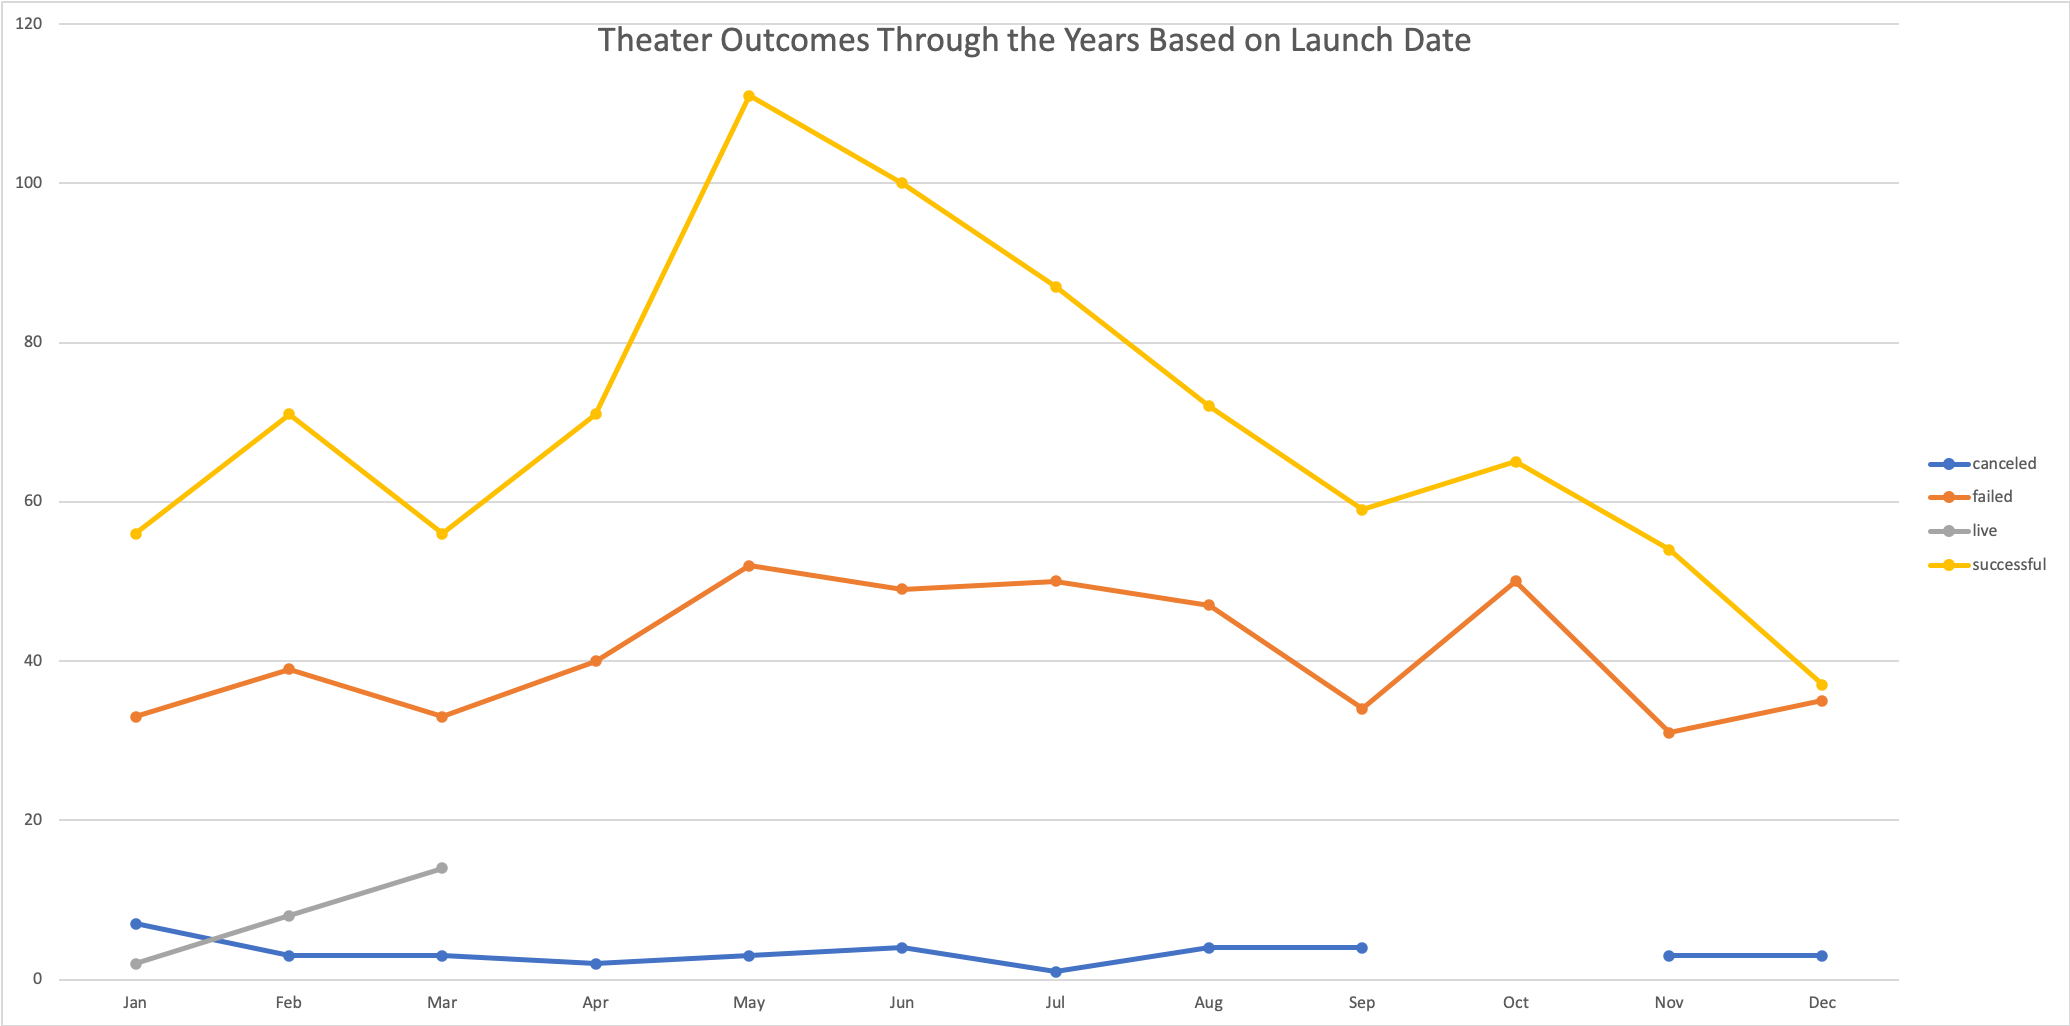 Theater Outcomes Through the Years Based on Launch Date
120
100
80
60
40
20
0
Jan Feb Mar Apr May Jun Jul Aug Sep Oct Nov Dec
canceled
failed
live
successful